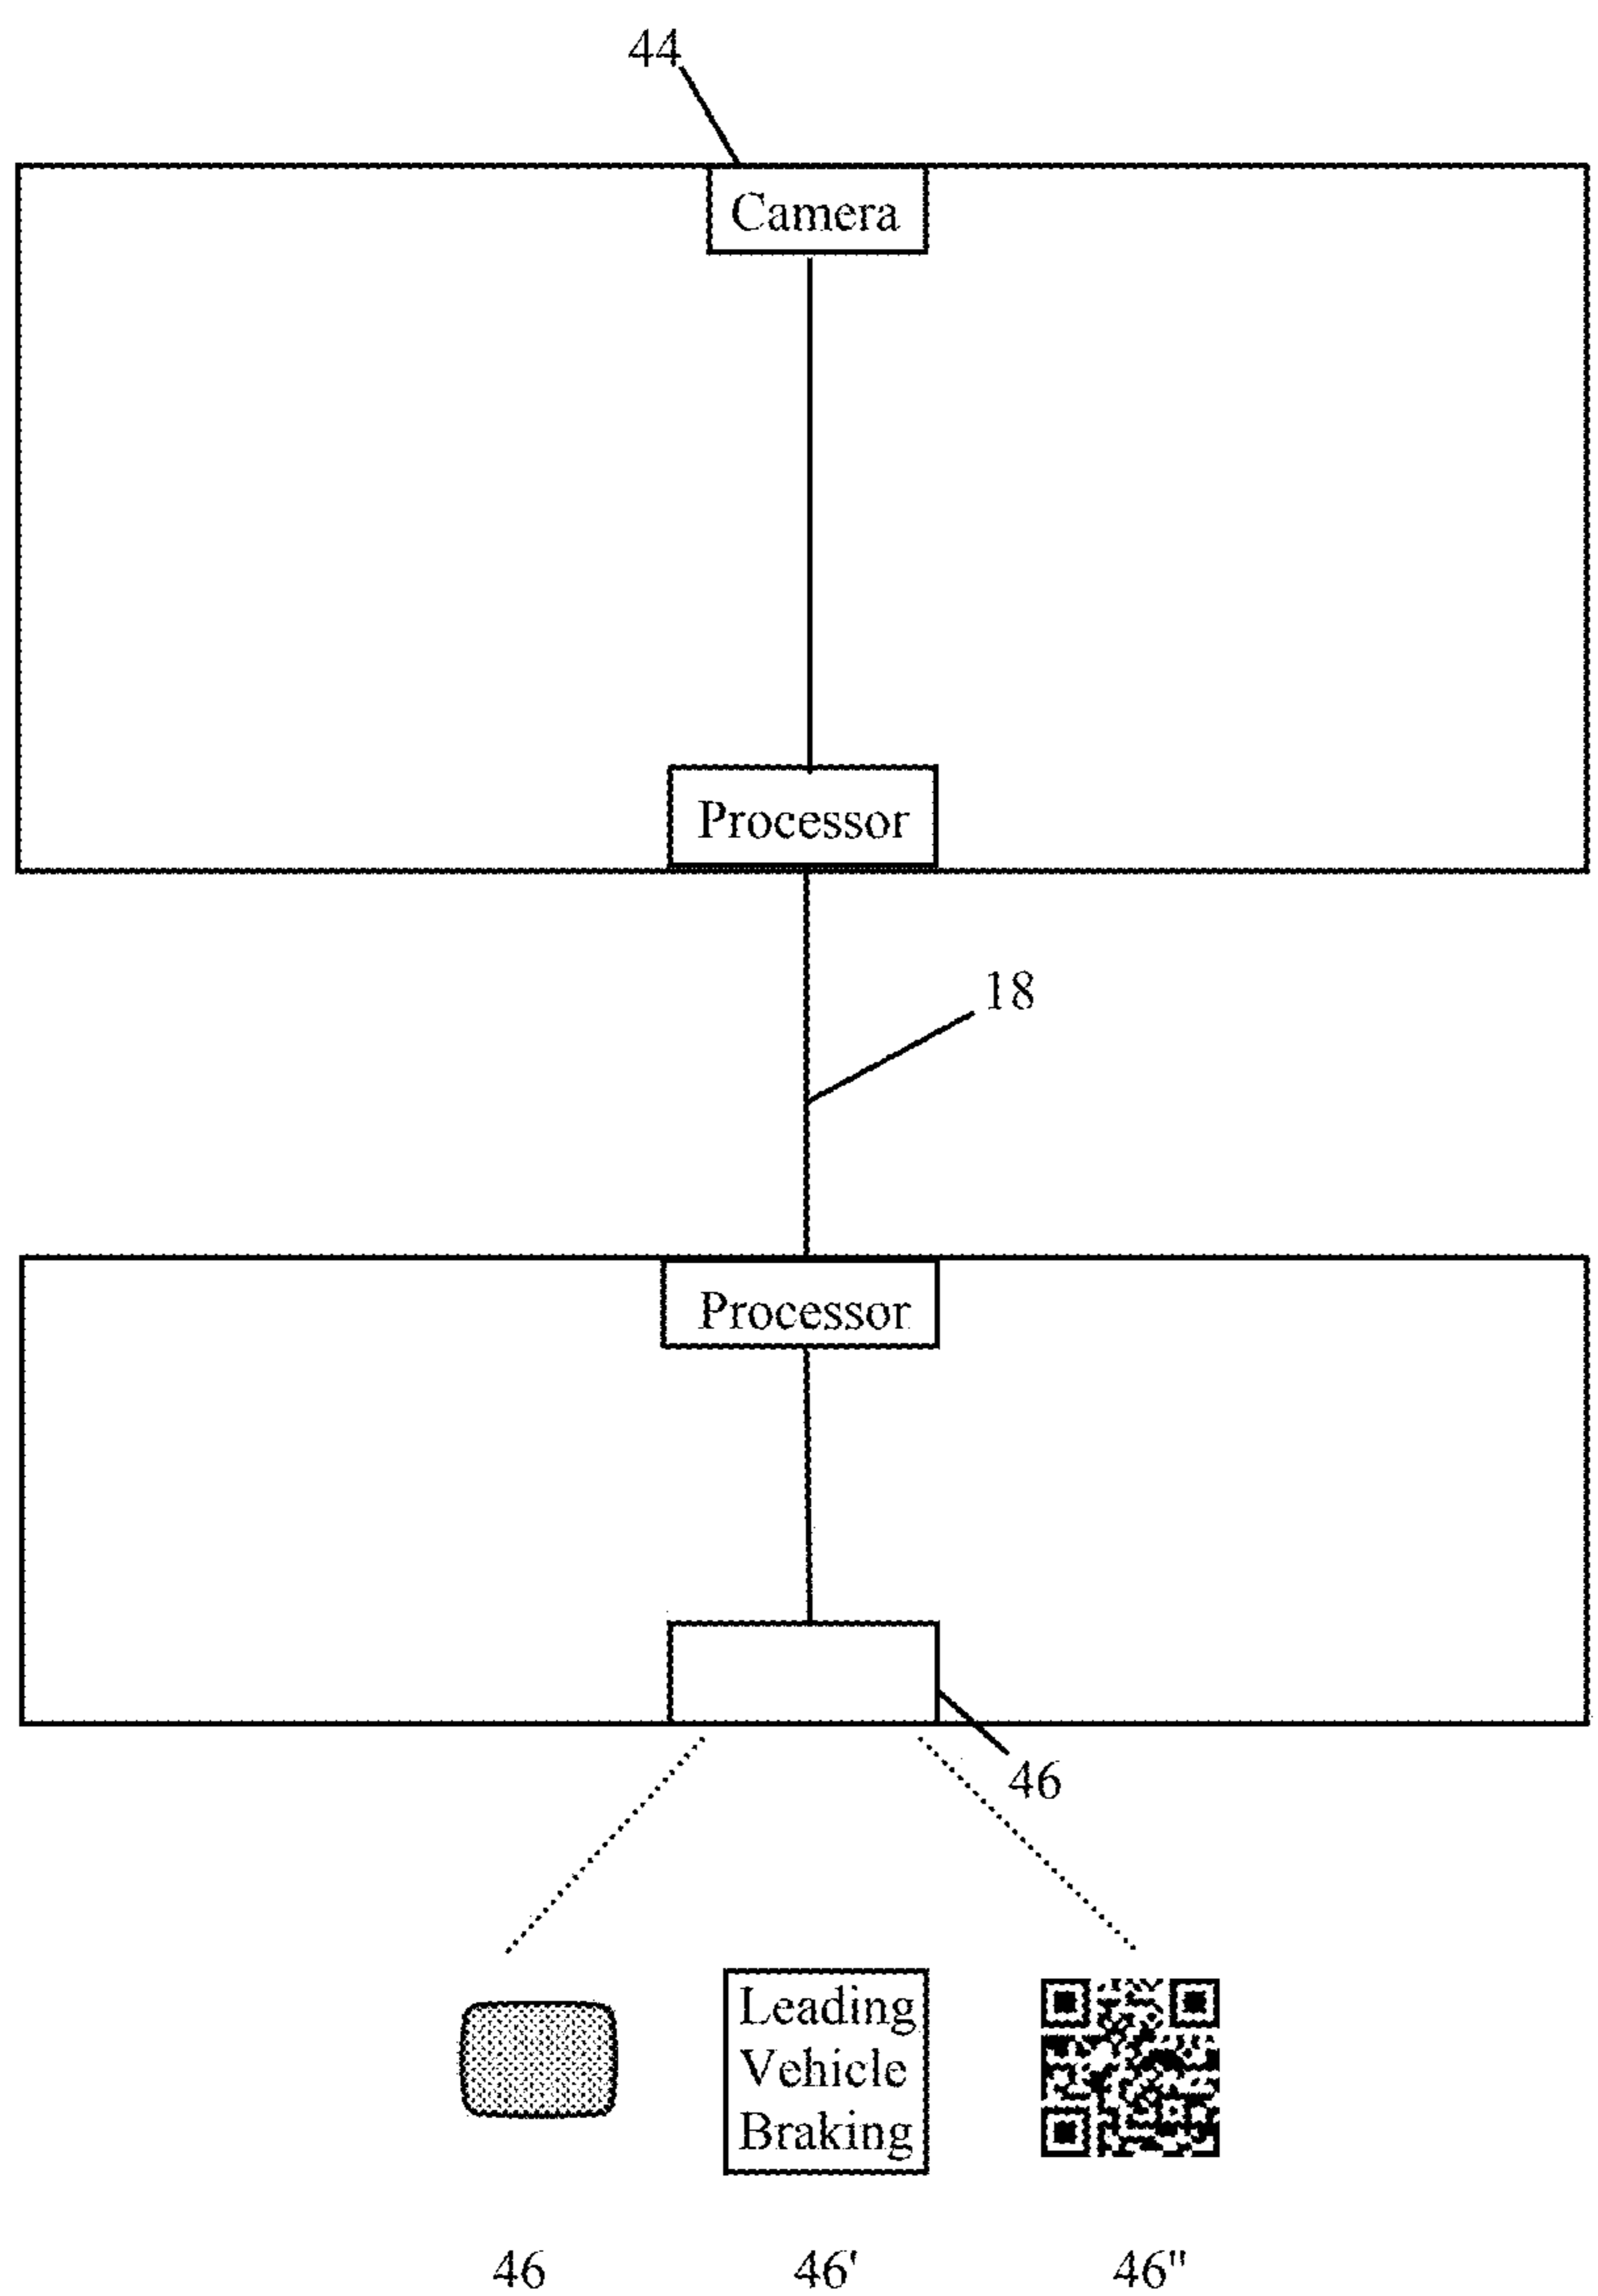 44
Camera
Processor
18
Processor
46
Leading
Vehicle
Braking
46
46'
46"